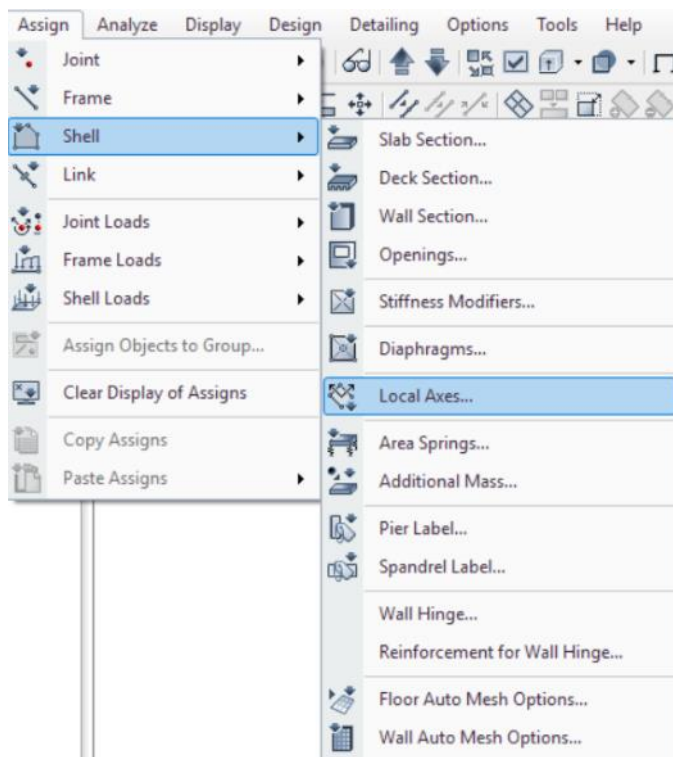 Assign Analyze Display Design Detailing Options Tools Help
Joint
Frame
Shell
Link
Joint Loads
Frame Loads
Shell Loads
Assign Objects to Group...
Clear Display of Assigns
Copy Assigns
Paste Assigns
Slab Section...
Deck Section...
Wall Section...
Openings...
Stiffness Modifiers...
Diaphragms...
Local Axes...
Area Springs...
Additional Mass...
Pier Label...
Spandrel Label...
Wall Hinge...
Reinforcement for Wall Hinge...
Floor Auto Mesh Options...
Wall Auto Mesh Options...